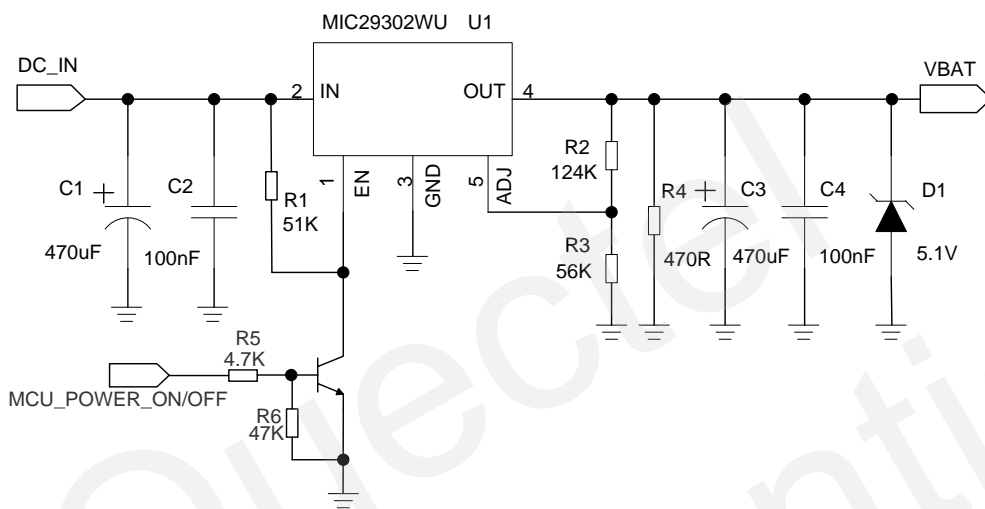 MIC29302WU U1
DC_IN
VBAT
2 IN
OUT 4
1
EN
3
GND
5
ADJ
R2
124K
C1 +
470uF
C2
100nF
R1
51K
R3
56K
R4
470R
+ C3
470uF
C4
100nF
D1
5.1V
R5
4.7K
MCU_POWER_ON/OFF
R6
47K
Quectel